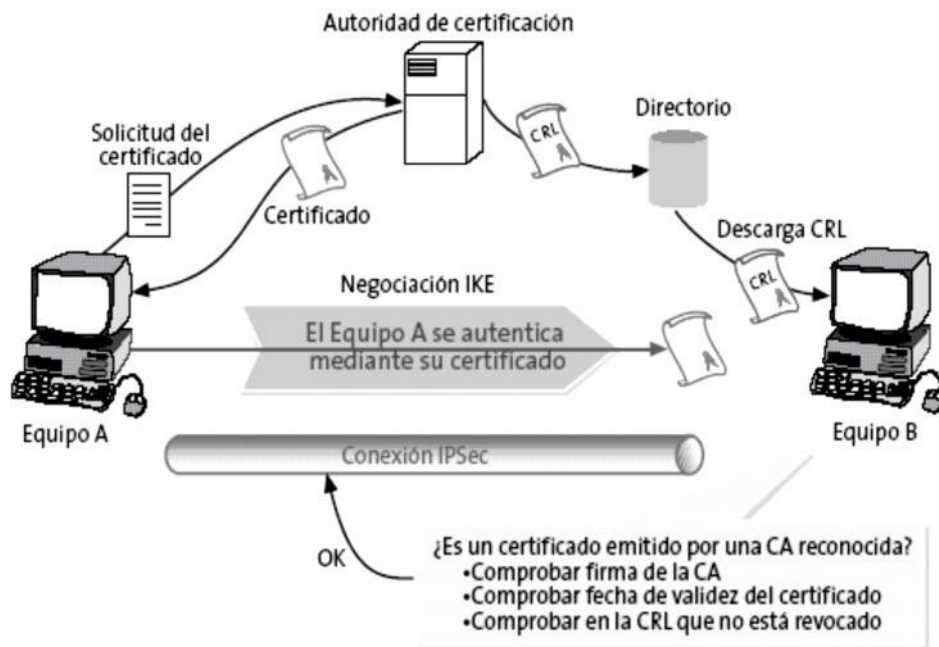 Autoridad de certificación
Solicitud del
certificado
Certificado
CRL
Directorio
Descarga CRL
CRL
Negociación IKE
El Equipo A se autentica
mediante su certificado
Equipo A
Equipo B
Conexión IPSec
OK
¿Es un certificado emitido por una CA reconocida?
•Comprobar firma de la CA
•Comprobar fecha de validez del certificado
•Comprobar en la CRL que no está revocado